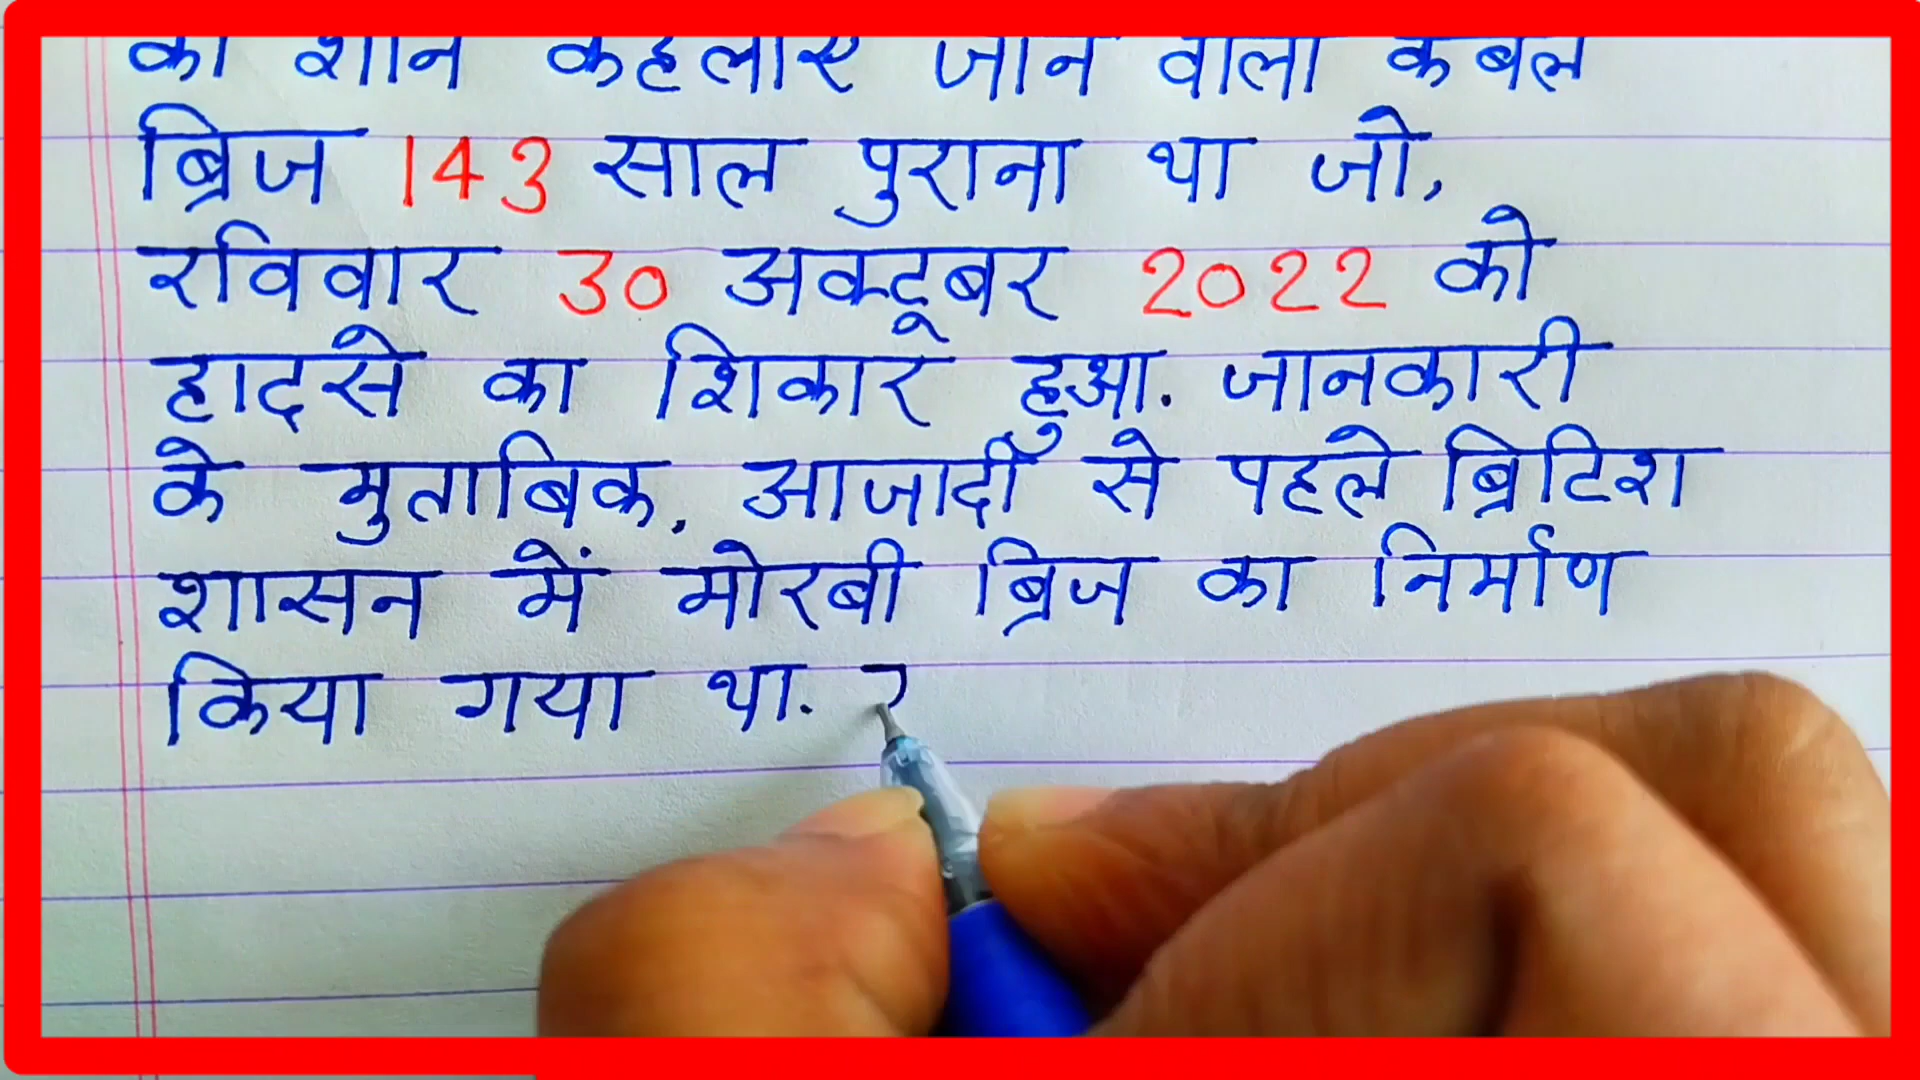 की शान कहलाए जाने वाला केबल
ब्रिज 143 साल पुराना था जो,
रविवार 30 अक्टूबर 2022 को
हादसे का शिकार हुआ. जानकारी
के मुताबिक, आजादी से पहले ब्रिटिश
शासन में मोरबी ब्रिज का निर्माण
किया गया था.